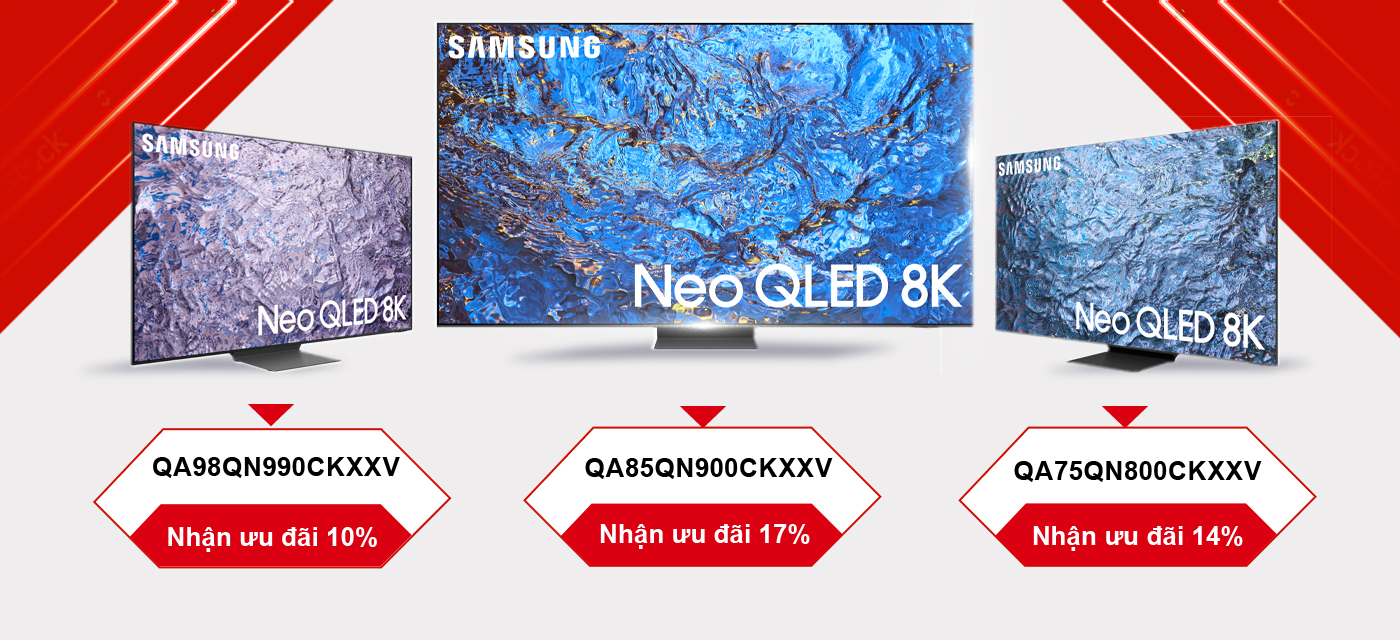 SAMSUNG
Neo QLED 8K
SAMSUNG
Neo QLED 8K
SAMSUNG
Neo QLED 8K
QA98QN990CKXXV
Nhận ưu đãi 10%
QA85QN900CKXXV
Nhận ưu đãi 17%
QA75QN800CKXXV
Nhận ưu đãi 14%